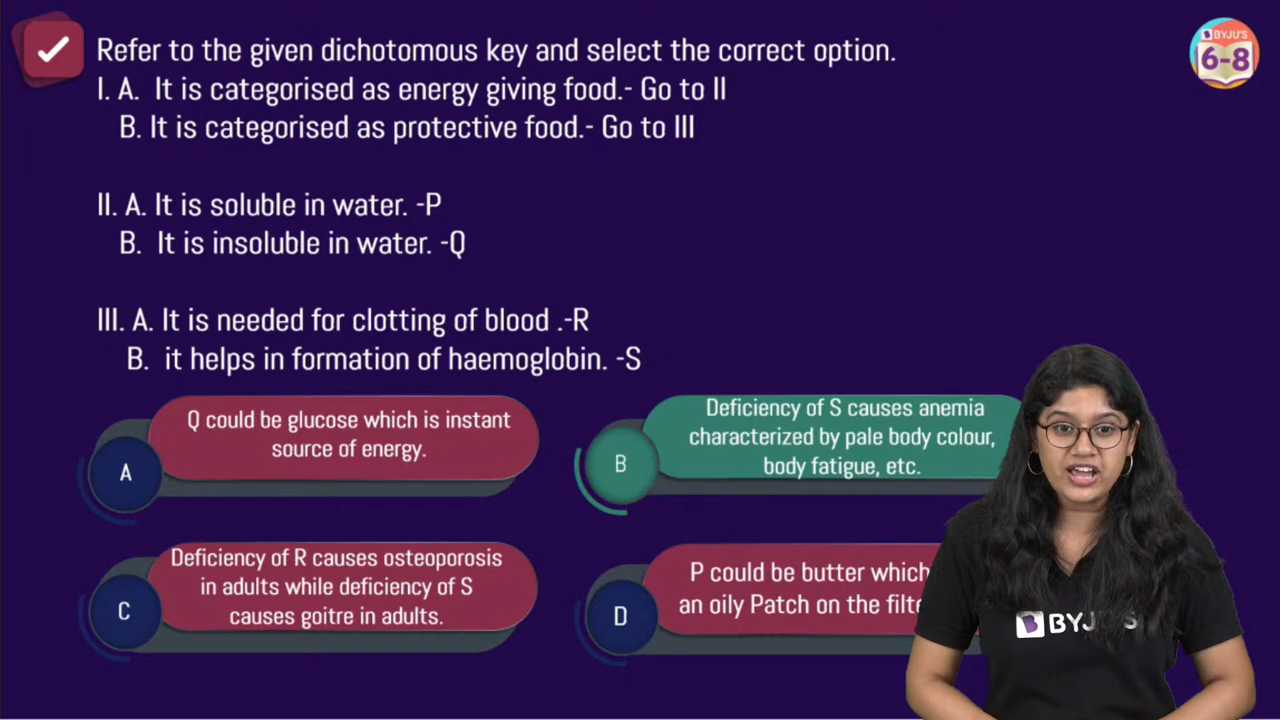 BYJU'S
6-8
Refer to the given dichotomous key and select the correct option.
I. A. It is categorised as energy giving food.- Go to II
B. It is categorised as protective food.- Go to III
II. A. It is soluble in water. -P
B. It is insoluble in water. -Q
III. A. It is needed for clotting of blood .-R
B. it helps in formation of haemoglobin. -S
A
Q could be glucose which is instant
source of energy.
B
Deficiency of S causes anemia
characterized by pale body colour,
body fatigue, etc.
C
Deficiency of R causes osteoporosis
in adults while deficiency of S
causes goitre in adults.
D
P could be butter which
an oily Patch on the
B BYJU'S